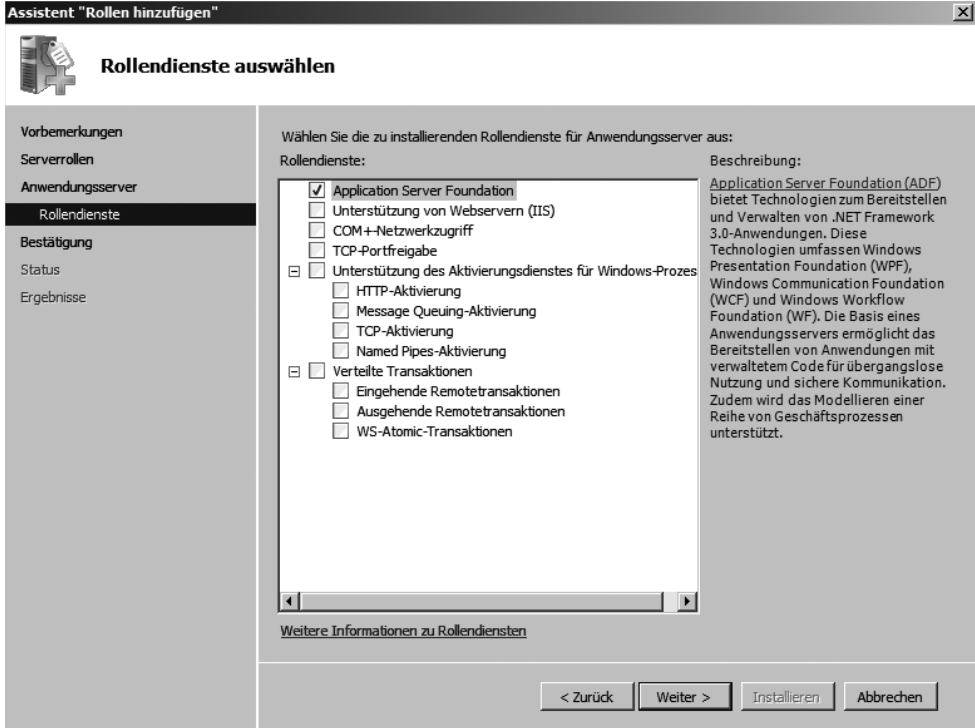 Assistent "Rollen hinzufügen"
Rollendienste auswählen
Vorbemerkungen
Serverrollen
Anwendungsserver
Rollendienste
Bestätigung
Status
Ergebnisse
Wählen Sie die zu installierenden Rollendienste für Anwendungsserver aus:
Rollendienste:
Application Server Foundation
Unterstützung von Webservern (IIS)
COM+-Netzwerkzugriff
TCP-Portfreigabe
Unterstützung des Aktivierungsdienstes für Windows-Prozes
HTTP-Aktivierung
Message Queuing-Aktivierung
TCP-Aktivierung
Named Pipes-Aktivierung
Verteilte Transaktionen
Eingehende Remotetransaktionen
Ausgehende Remotetransaktionen
WS-Atomic-Transaktionen
Weitere Informationen zu Rollendiensten
Beschreibung:
Application Server Foundation (ADF)
bietet Technologien zum Bereitstellen
und Verwalten von .NET Framework
3.0-Anwendungen. Diese
Technologien umfassen Windows
Presentation Foundation (WPF),
Windows Communication Foundation
(WCF) und Windows Workflow
Foundation (WF). Die Basis eines
Anwendungsservers ermöglicht das
Bereitstellen von Anwendungen mit
verwaltetem Code für übergangslose
Nutzung und sichere Kommunikation.
Zudem wird das Modellieren einer
Reihe von Geschäftsprozessen
unterstützt.
< Zurück
Weiter >
Installieren
Abbrechen